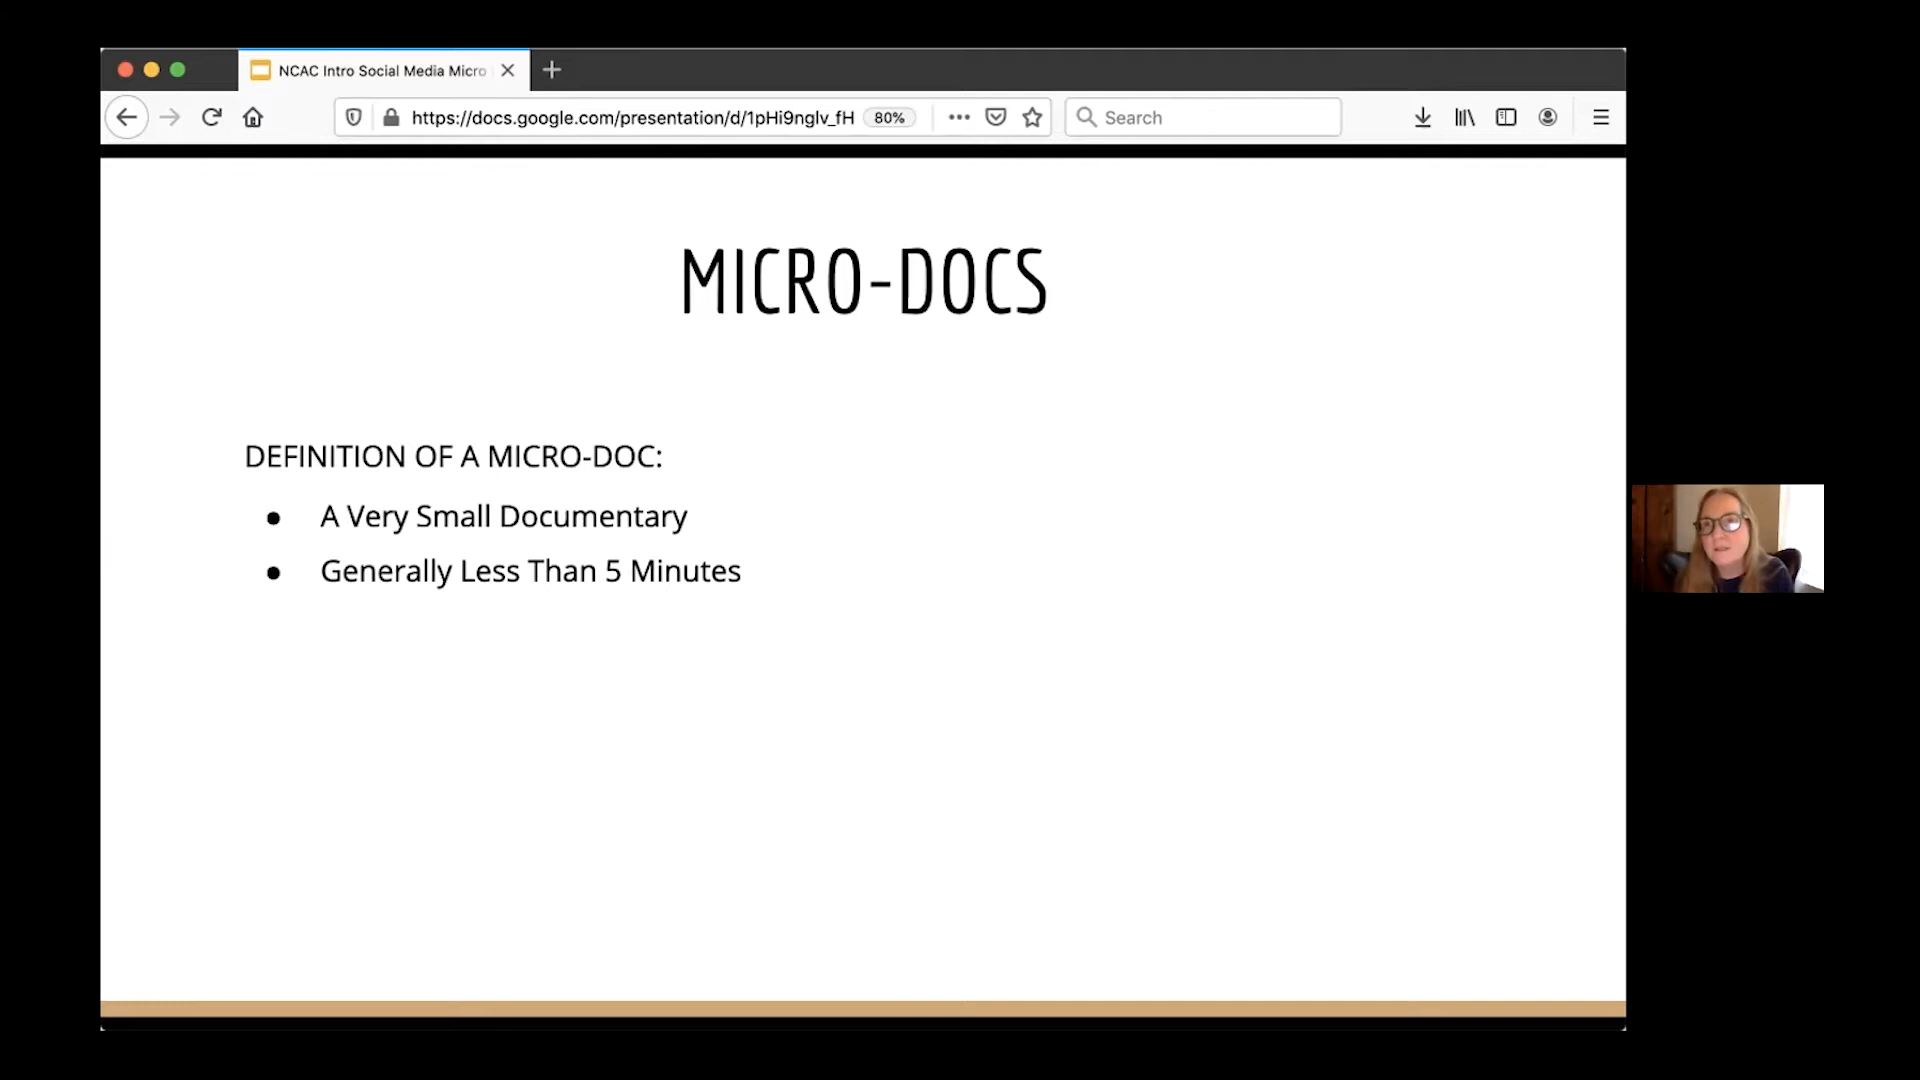 NCAC Intro Social Media Micro
https://docs.google.com/presentation/d/1pHi9nglv_fH
80%
Search
MICRO-DOCS
DEFINITION OF A MICRO-DOC:
● A Very Small Documentary
● Generally Less Than 5 Minutes